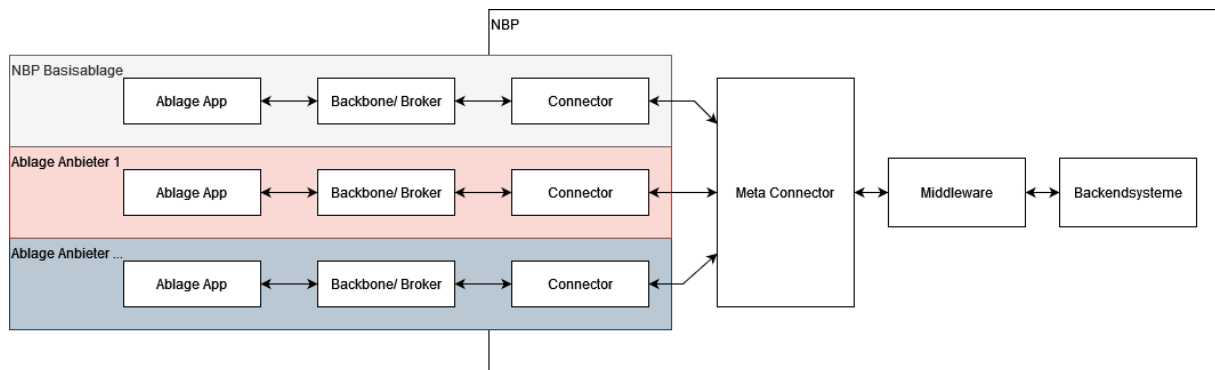 NBP
NBP Basisablage
Ablage App
Backbone/ Broker
Connector
Ablage Anbieter 1
Ablage App
Backbone/ Broker
Connector
Meta Connector
Middleware
Backendsysteme
Ablage Anbieter ...
Ablage App
Backbone/ Broker
Connector